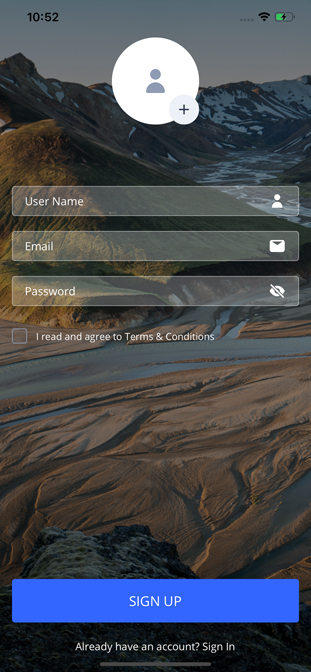 10:52
User Name
Email
Password
I read and agree to Terms & Conditions
SIGN UP
Already have an account? Sign In